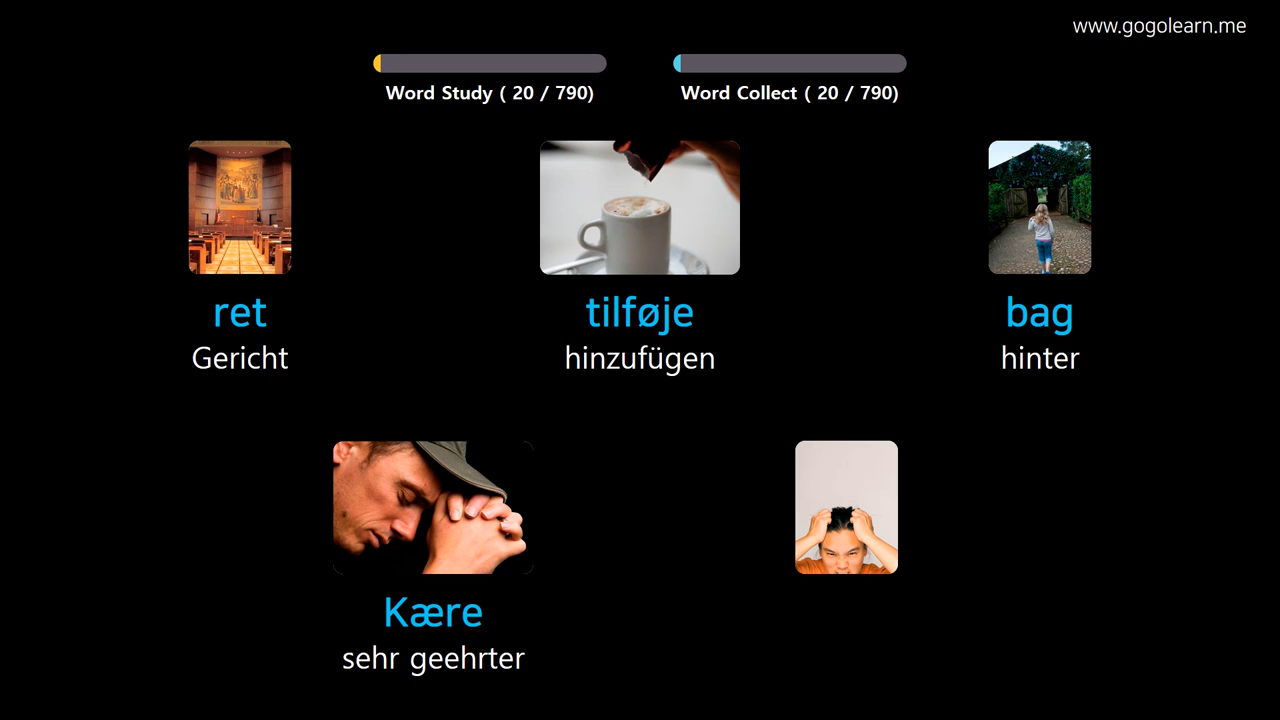 www.gogolearn.me
Word Study ( 20 / 790)
Word Collect ( 20 / 790)
ret
Gericht
tilføje
hinzufügen
bag
hinter
Kære
sehr geehrter